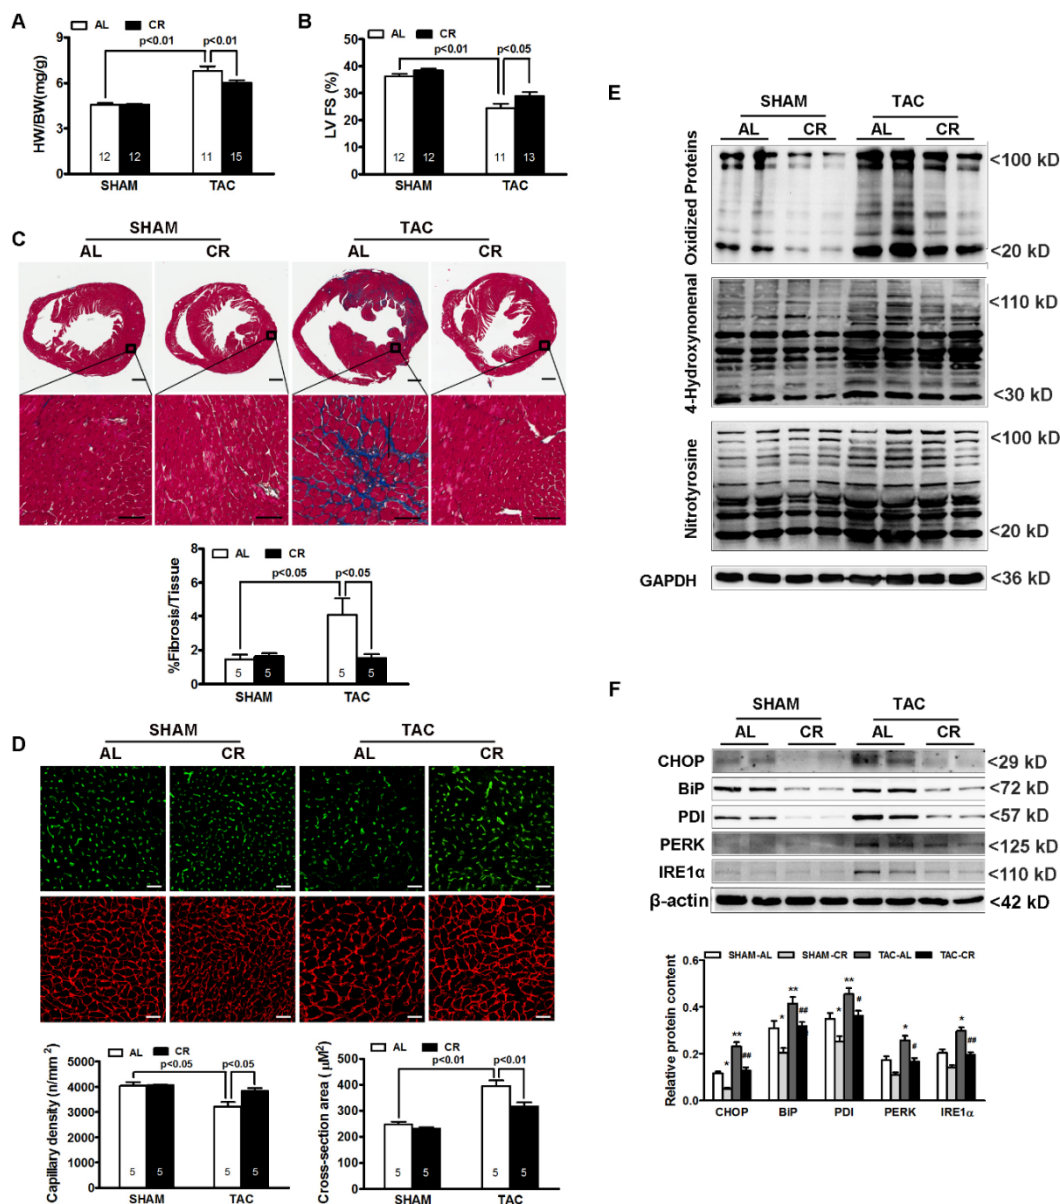 A
AL CR
HW/BW(mg/g)
9
6
3
0
p<0.01 p<0.01
12 12 11 15
SHAM TAC
B
AL CR
LV FS (%)
50
40
30
20
10
0
p<0.01 p<0.05
12 12 11 13
SHAM TAC
C
SHAM TAC
AL CR AL CR
AL CR
%Fibrosis/Tissue
8
6
4
2
0
p<0.05 p<0.05
5 5 5 5
SHAM TAC
D
SHAM TAC
AL CR AL CR
AL CR
Capillary density (n/mm²)
5000
4000
3000
2000
1000
0
p<0.05 p<0.05
5 5 5 5
SHAM TAC
AL CR
Cross-section area ( µM²)
500
400
300
200
100
0
p<0.01 p<0.01
5 5 5 5
SHAM TAC
E
SHAM TAC
AL CR AL CR
Oxidized Proteins
<100 kD
<20 kD
4-Hydroxynonenal
<110 kD
<30 kD
Nitrotyrosine
<100 kD
<20 kD
GAPDH <36 kD
F
SHAM TAC
AL CR AL CR
CHOP <29 kD
BiP <72 kD
PDI <57 kD
PERK <125 kD
IRE1α <110 kD
β-actin <42 kD
SHAM-AL SHAM-CR TAC-AL TAC-CR
Relative protein content
0.6
0.4
0.2
0.0
* ** ## * ** ## * ** # * # * ##
CHOP BiP PDI PERK IRE1α